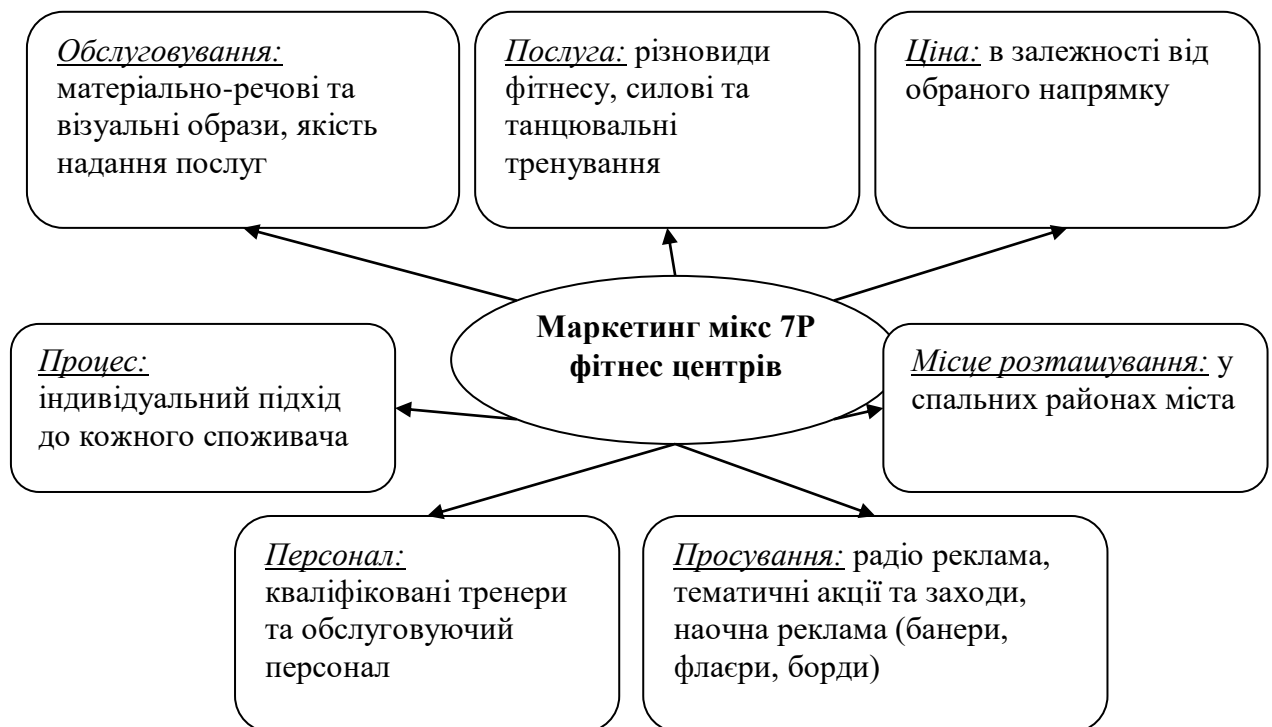 Обслуговування:
матеріально-речові та
візуальні образи, якість
надання послуг
Послуга: різновиди
фітнесу, силові та
танцювальні
тренування
Ціна: в залежності від
обраного напрямку
Маркетинг мікс 7Р
фітнес центрів
Процес:
індивідуальний підхід
до кожного споживача
Місце розташування: у
спальних районах міста
Персонал:
кваліфіковані тренери
та обслуговуючий
персонал
Просування: радіо реклама,
тематичні акції та заходи,
наочна реклама (банери,
флаєри, борди)